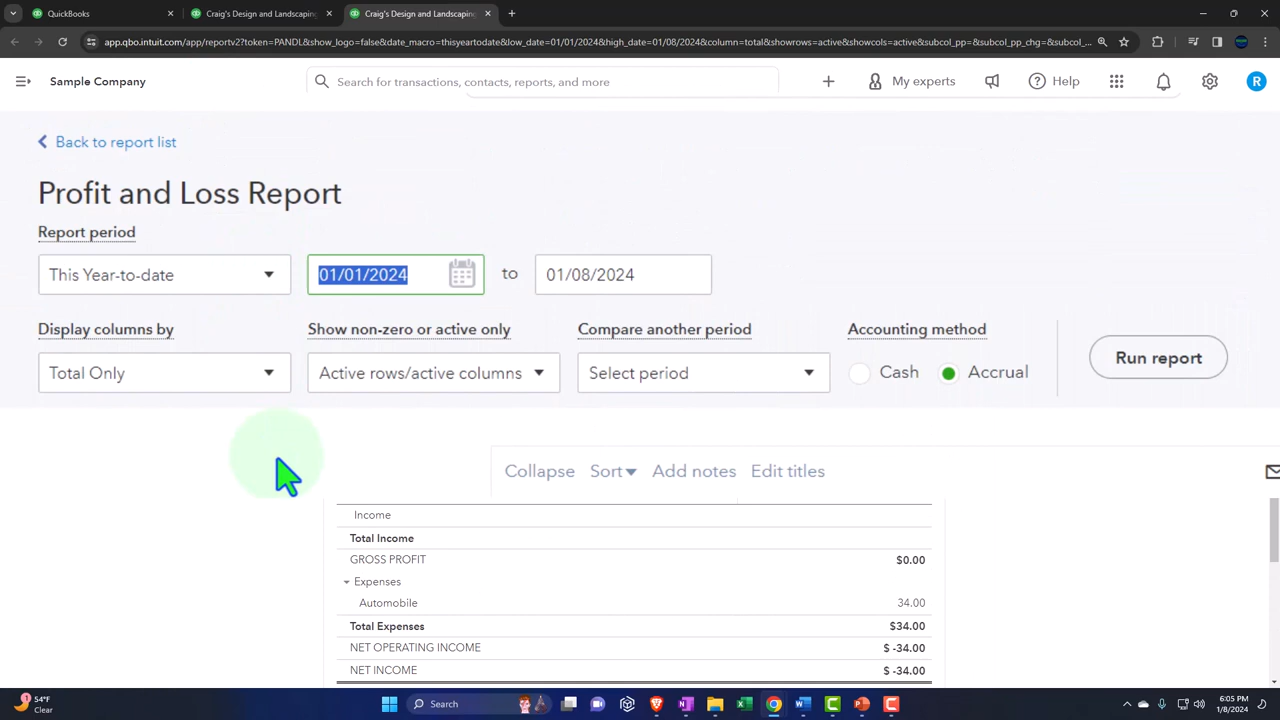 QuickBooks
Craig's Design and Landscaping
Craig's Design and Landscaping
app.qbo.intuit.com/app/reportv2?token=PANDL&show_logo=false&date_macro=thisyeartodate&low_date=01/01/2024&high_date=01/08/2024&column=total&showrows=active&showcols=active&subcol_pp=&subcol_pp_chg=&subcol_...
Sample Company
Search for transactions, contacts, reports, and more
My experts
Help
R
Back to report list
Profit and Loss Report
Report period
This Year-to-date
01/01/2024
to
01/08/2024
Display columns by
Show non-zero or active only
Compare another period
Accounting method
Total Only
Active rows/active columns
Select period
Cash
Accrual
Run report
Collapse
Sort
Add notes
Edit titles
Income
Total Income
GROSS PROFIT $0.00
Expenses
Automobile 34.00
Total Expenses $34.00
NET OPERATING INCOME $ -34.00
NET INCOME $ -34.00
1
54°F
Clear
Search
6:05 PM
1/8/2024